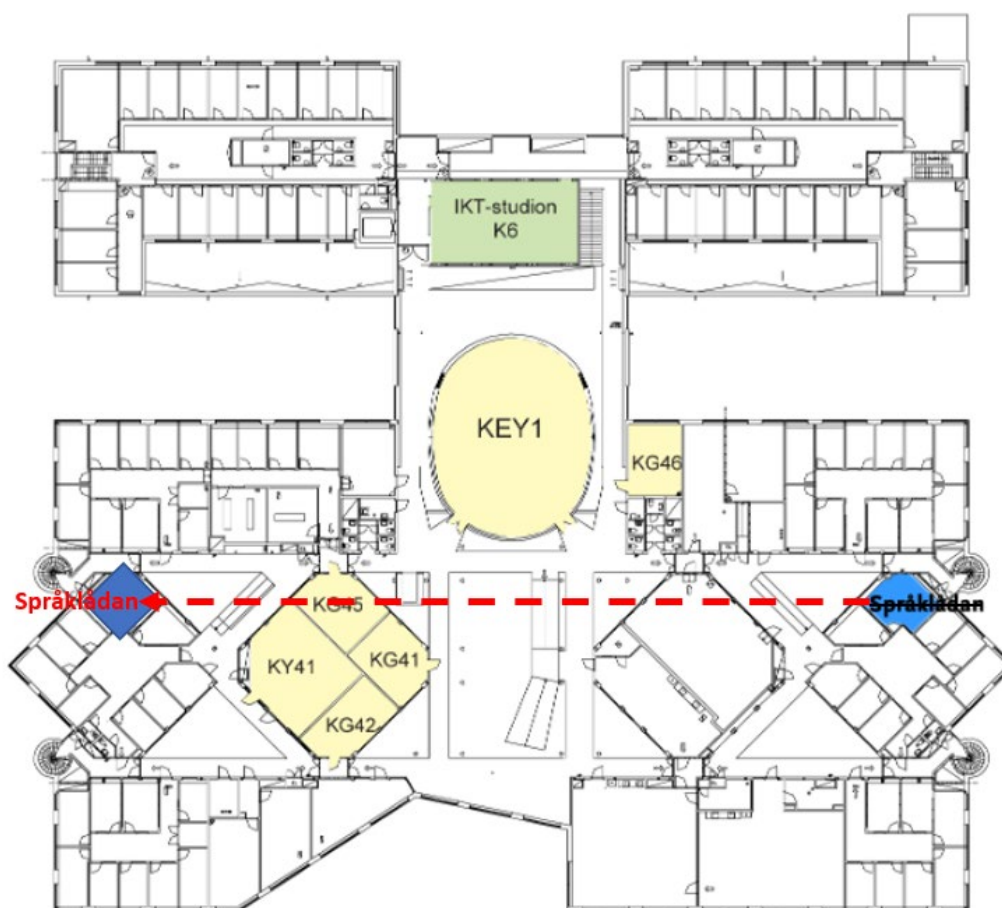 IKT-studion
K6
KEY1
KG46
Språklådan
KG45
Språklådan
KY41
KG41
KG42